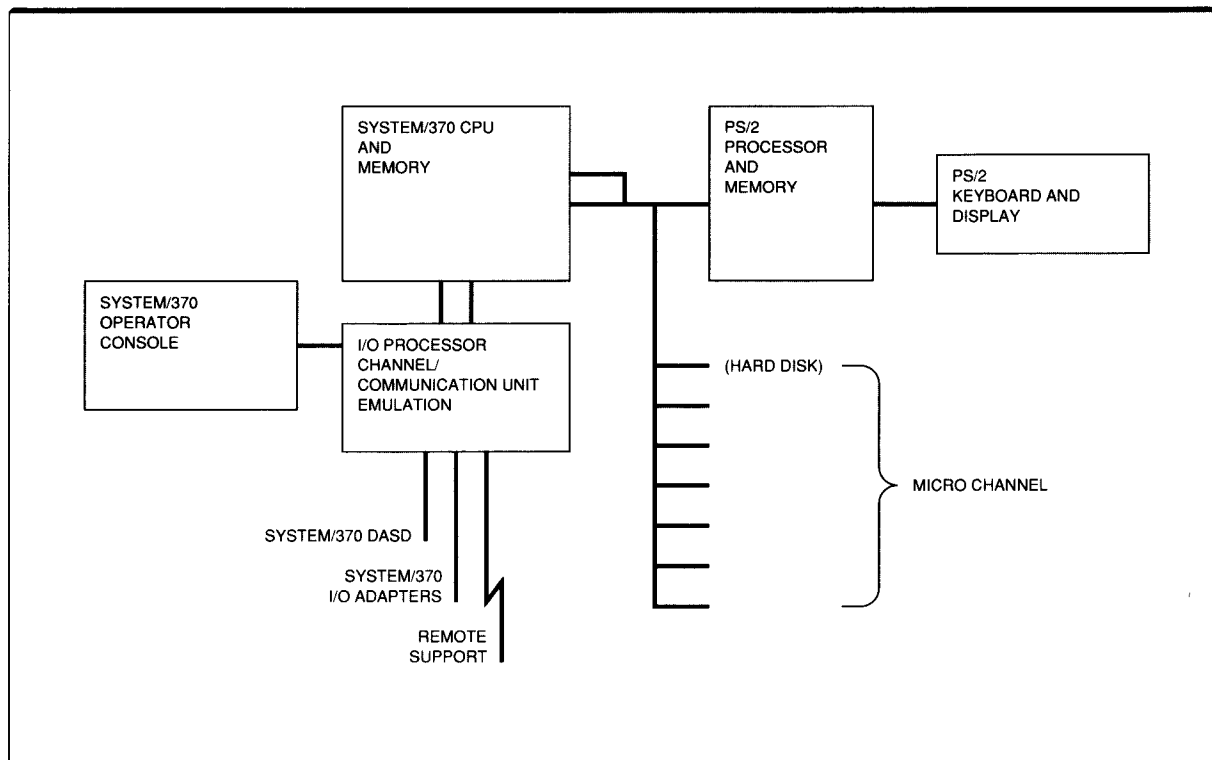 SYSTEM/370 CPU
AND
MEMORY
PS/2
PROCESSOR
AND
MEMORY
PS/2
KEYBOARD AND
DISPLAY
SYSTEM/370
OPERATOR
CONSOLE
I/O PROCESSOR
CHANNEL/
COMMUNICATION UNIT
EMULATION
(HARD DISK)
MICRO CHANNEL
SYSTEM/370 DASD
SYSTEM/370
I/O ADAPTERS
REMOTE
SUPPORT